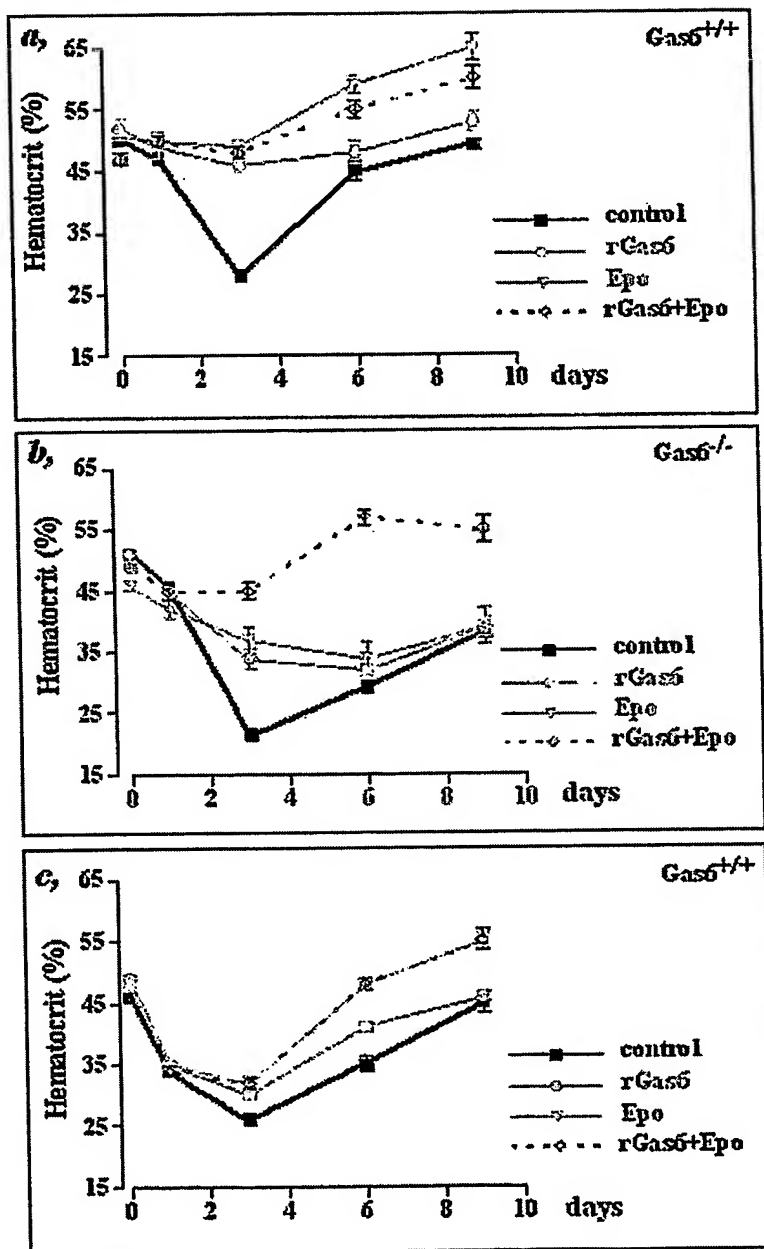 a, Gas6+/+
65
55
45
35
25
15
Hematocrit (%)
control
rGas6
Epo
rGas6+Epo
0 2 4 6 8 10 days
b, Gas6-/-
65
55
45
35
25
15
Hematocrit (%)
control
rGas6
Epo
rGas6+Epo
0 2 4 6 8 10 days
c, Gas6+/+
65
55
45
35
25
15
Hematocrit (%)
control
rGas6
Epo
rGas6+Epo
0 2 4 6 8 10 days